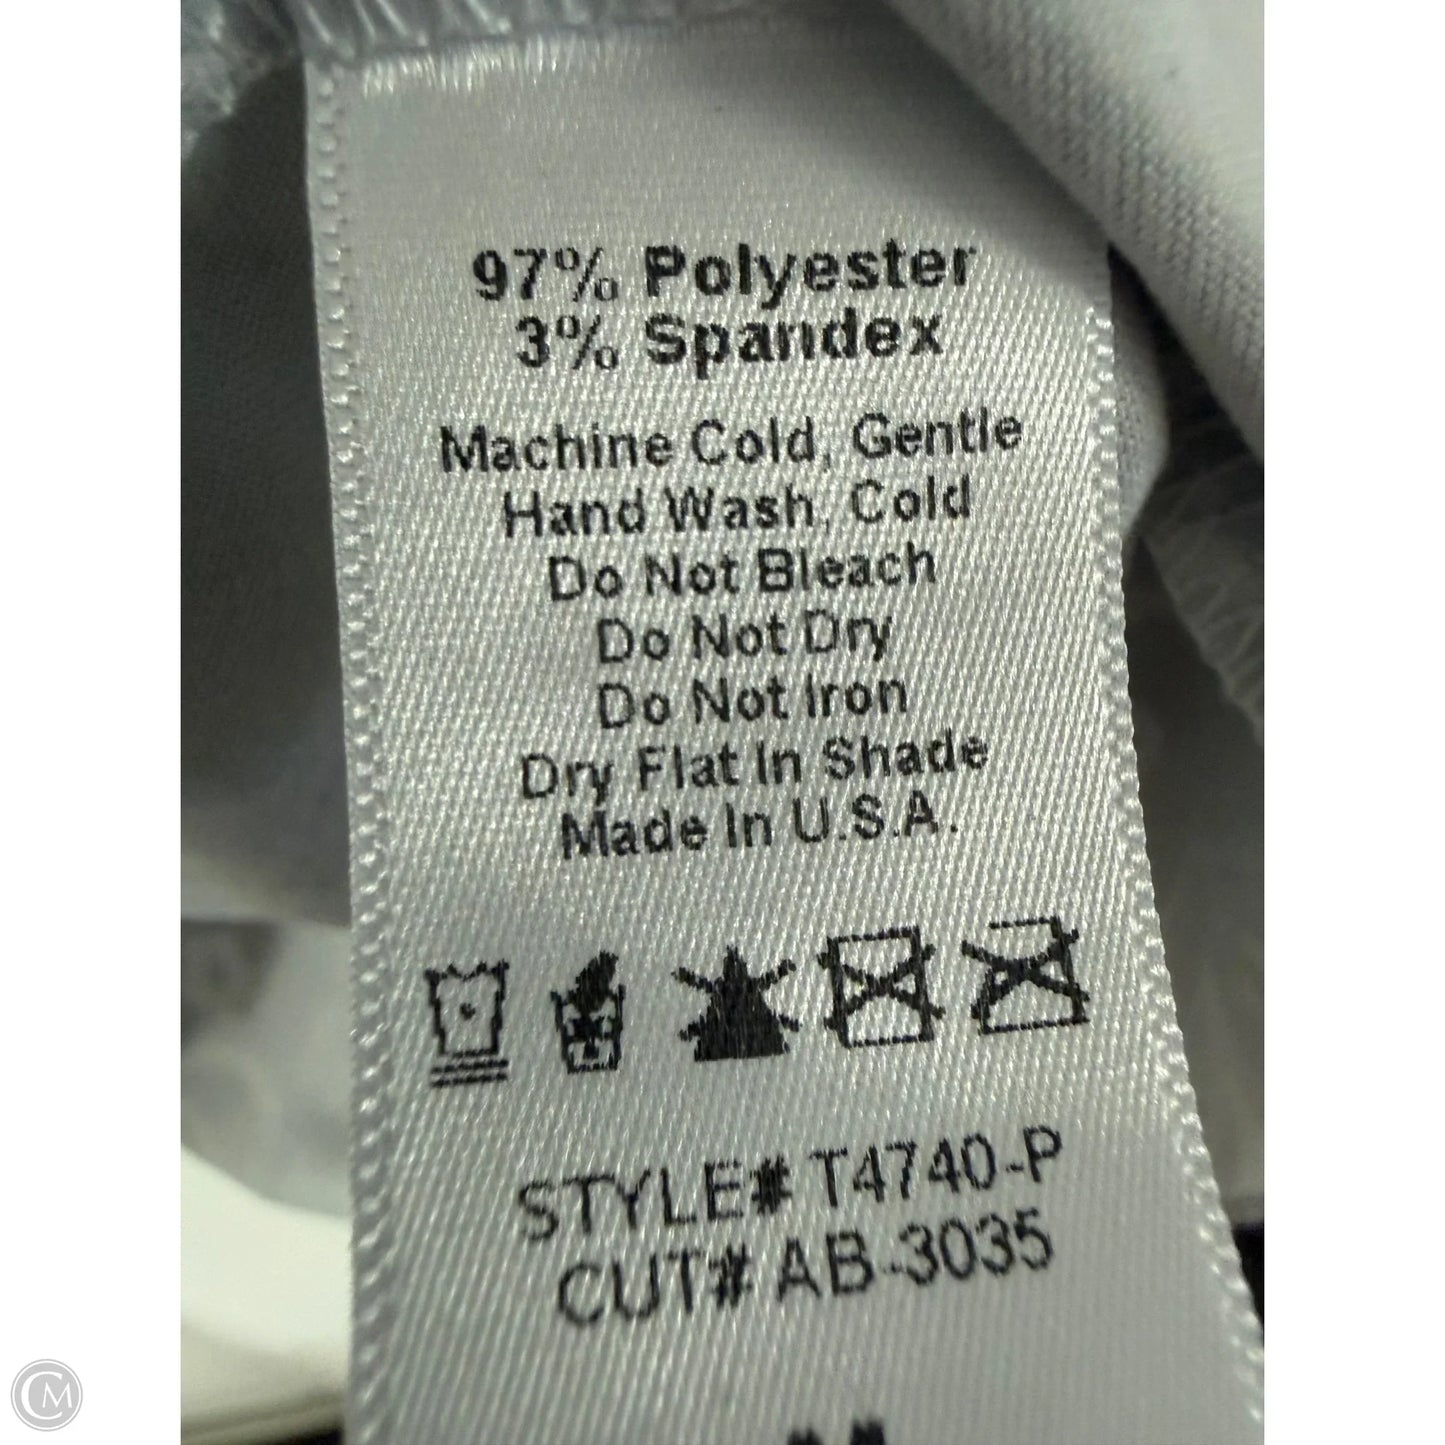 97% Polyester
3% Spandex
Machine Cold, Gentle
Hand Wash, Cold
Do Not Bleach
Do Not Dry
Do Not Iron
Dry Flat In Shade
Made In U.S.A.
STYLE# T4740-P
CUT# AB-3035
CM